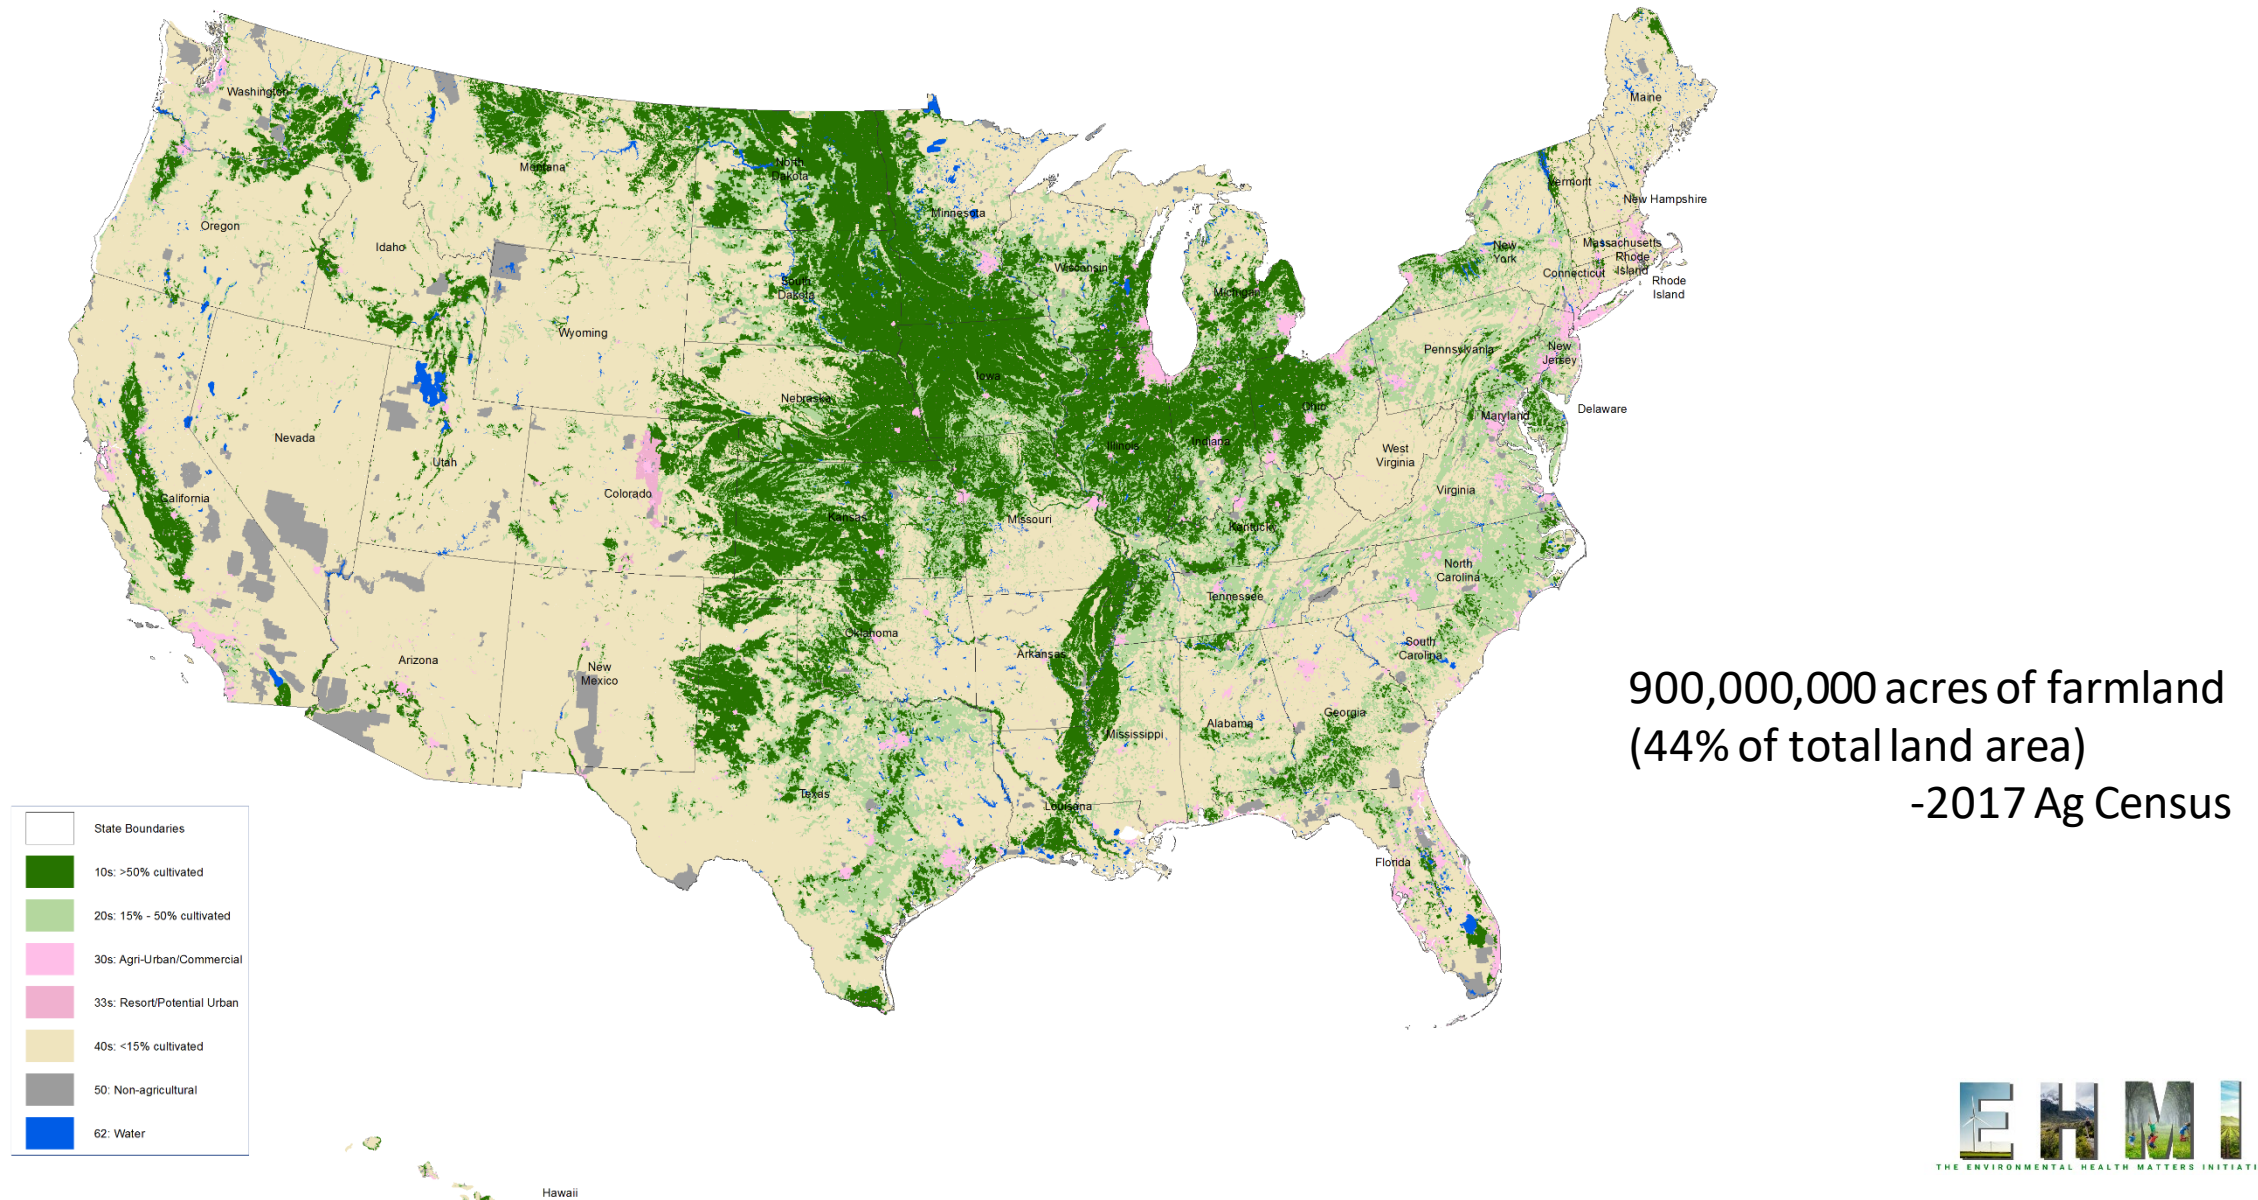 Washington
Maine
Montana
North
Dakota
Vermont
New Hampshire
Minnesota
Oregon
Idaho
New
York
Massachusetts
Rhode
Island
Connecticut
Rhode
Island
Wisconsin
South
Dakota
Michigan
Wyoming
Pennsylvania
New
Jersey
Iowa
Nebraska
Ohio
Maryland
Delaware
Nevada
Illinois
Indiana
West
Virginia
Utah
Colorado
California
Virginia
Kansas
Missouri
Kentucky
North
Carolina
Tennessee
Oklahoma
Arkansas
South
Carolina
Arizona
New
Mexico
Georgia
Alabama
Mississippi
Texas
Louisana
Florida
Hawaii
900,000,000 acres of farmland
(44% of total land area)
-2017 Ag Census
State Boundaries
10s: >50% cultivated
20s: 15% - 50% cultivated
30s: Agri-Urban/Commercial
33s: Resort/Potential Urban
40s: <15% cultivated
50: Non-agricultural
62: Water
EHMI
THE ENVIRONMENTAL HEALTH MATTERS INITIATI